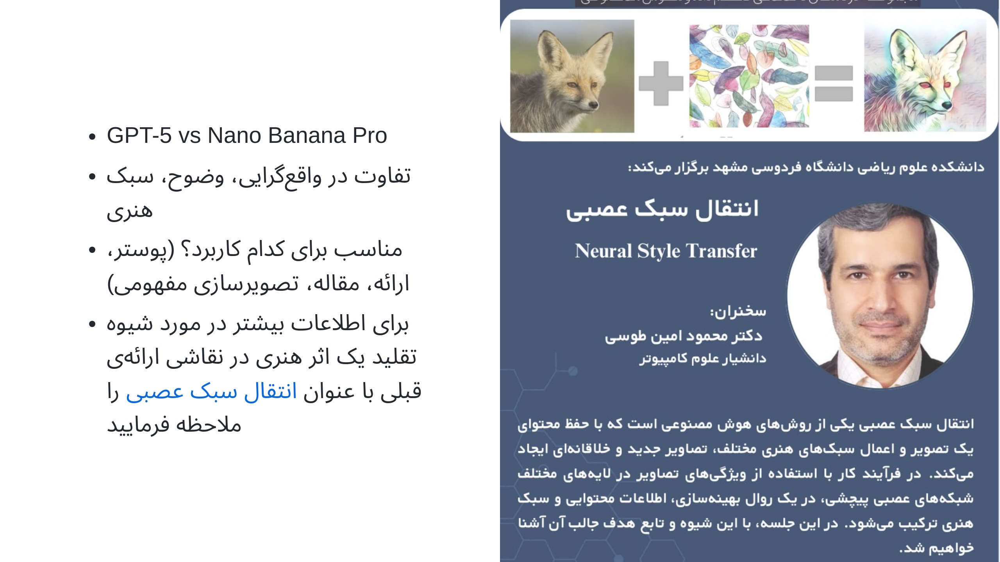 GPT-5 vs Nano Banana Pro
تفاوت در واقع‌گرایی، وضوح، سبک
هنری
مناسب برای کدام کاربرد؟ (پوستر،
ارائه، مقاله، تصویرسازی مفهومی)
برای اطلاعات بیشتر در مورد شیوه
تقلید یک اثر هنری در نقاشی ارائه‌ی
قبلی با عنوان انتقال سبک عصبی را
ملاحظه فرمایید
دانشکده علوم ریاضی دانشگاه فردوسی مشهد برگزار می‌کند:
انتقال سبک عصبی
Neural Style Transfer
سخنران:
دکتر محمود امین طوسی
دانشیار علوم کامپیوتر
انتقال سبک عصبی یکی از روش‌های هوش مصنوعی است که با حفظ محتوای
یک تصویر و اعمال سبک‌های هنری مختلف، تصاویر جدید و خلاقانه‌ای ایجاد
می‌کند. در فرآیند کار با استفاده از ویژگی‌های تصاویر در لایه‌های مختلف
شبکه‌های عصبی پیچشی، در یک روال بهینه‌سازی، اطلاعات محتوایی و سبک
هنری ترکیب می‌شود. در این جلسه، با این شیوه و تابع هدف جالب آن آشنا
خواهیم شد.